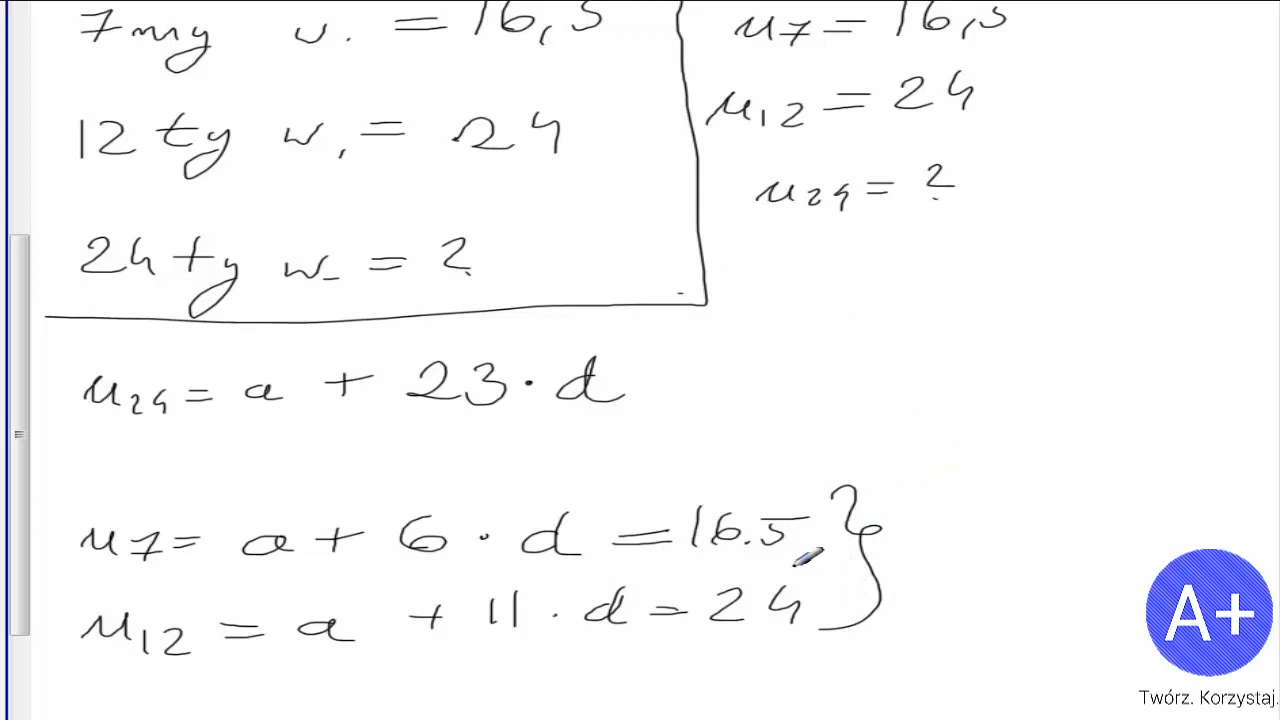 7my w. = 16,5
12ty w. = 24
24ty w- = ?
u7 = 16,5
u12 = 24
u24 = ?
u24 = a + 23 · d
u7 = a + 6 · d = 16.5
u12 = a + 11 · d = 24
A+
Twórz. Korzystaj.